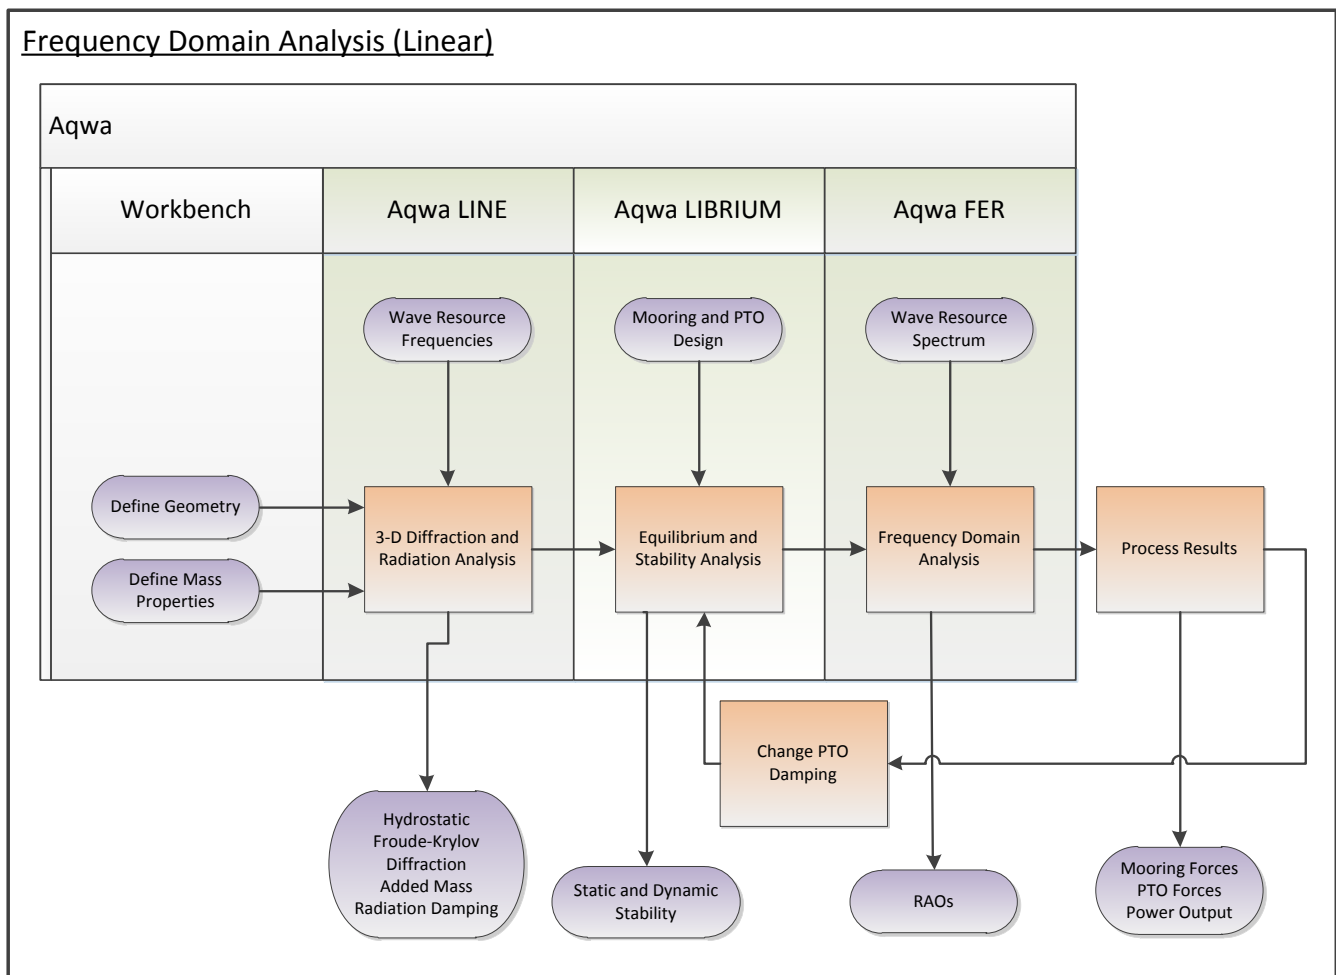 Frequency Domain Analysis (Linear)
Aqwa
Workbench
Aqwa LINE
Aqwa LIBRIUM
Aqwa FER
Wave Resource
Frequencies
Mooring and PTO
Design
Wave Resource
Spectrum
Define Geometry
Define Mass
Properties
3-D Diffraction and
Radiation Analysis
Equilibrium and
Stability Analysis
Frequency Domain
Analysis
Process Results
Change PTO
Damping
Hydrostatic
Froude-Krylov
Diffraction
Added Mass
Radiation Damping
Static and Dynamic
Stability
RAOs
Mooring Forces
PTO Forces
Power Output